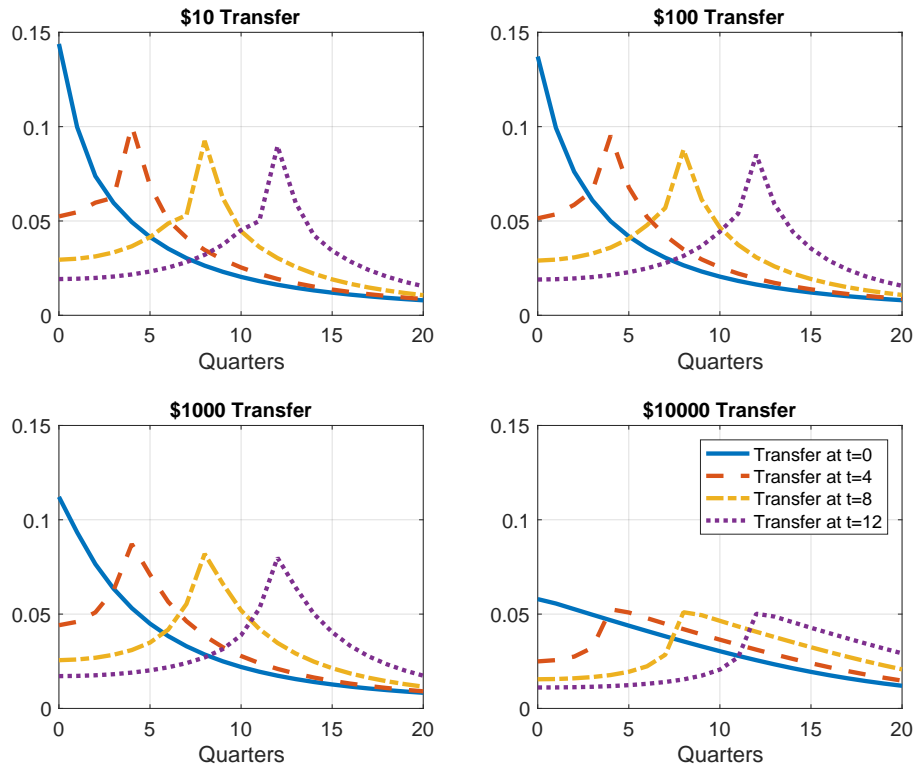 $10 Transfer
0.15
0.1
0.05
0
0 5 10 15 20
Quarters
$100 Transfer
0.15
0.1
0.05
0
0 5 10 15 20
Quarters
$1000 Transfer
0.15
0.1
0.05
0
0 5 10 15 20
Quarters
$10000 Transfer
0.15
0.1
0.05
0
Transfer at t=0
Transfer at t=4
Transfer at t=8
Transfer at t=12
0 5 10 15 20
Quarters